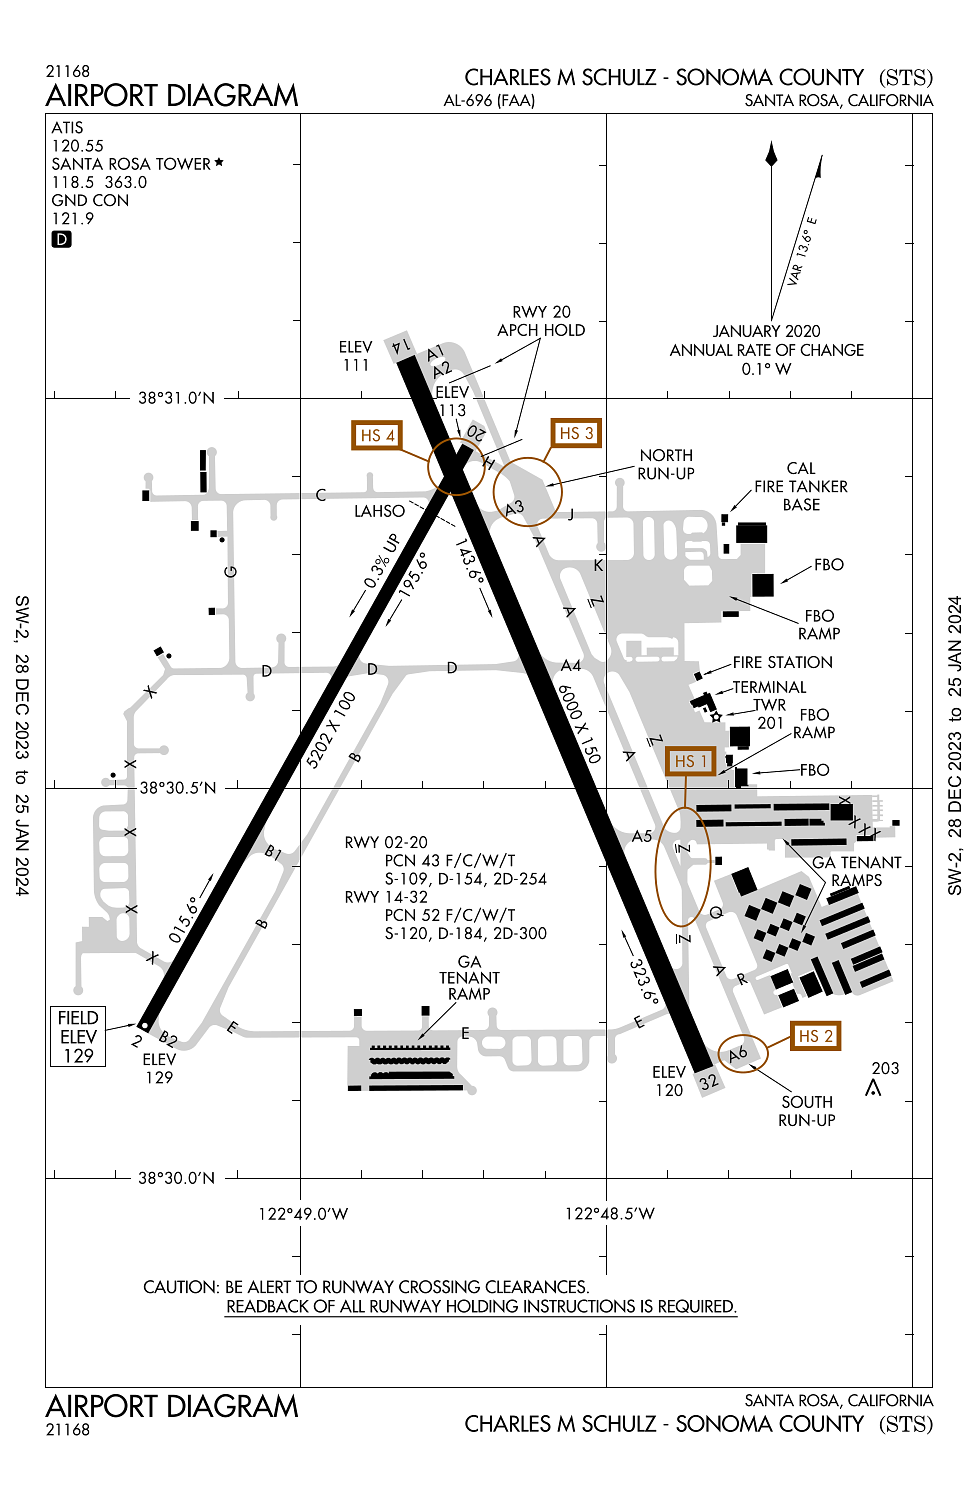 21168
AIRPORT DIAGRAM
CHARLES M SCHULZ - SONOMA COUNTY (STS)
AL-696 (FAA)
SANTA ROSA, CALIFORNIA
ATIS
120.55
SANTA ROSA TOWER★
118.5 363.0
GND CON
121.9
D
VAR 13.6° E
JANUARY 2020
ANNUAL RATE OF CHANGE
0.1° W
RWY 20
APCH HOLD
ELEV
111
14
A1
A2
ELEV
113
20
38°31.0'N
HS 4
HS 3
H
NORTH
RUN-UP
CAL
FIRE TANKER
BASE
C
LAHSO
A3
J
A
K
G
0.3% UP
195.6°
143.6°
FBO
A
Z
FBO
RAMP
FIRE STATION
D
D
D
A4
TERMINAL
TWR
201
X
5202 X 100
6000 X 150
B
A
Z
FBO
RAMP
HS 1
FBO
X
38°30.5'N
X
X
X
X
X
X
A5
Z
RWY 02-20
PCN 43 F/C/W/T
S-109, D-154, 2D-254
RWY 14-32
PCN 52 F/C/W/T
S-120, D-184, 2D-300
B1
GA TENANT
RAMPS
015.6°
B
Q
Z
X
GA
TENANT
RAMP
323.6°
A
R
FIELD
ELEV
129
2
B2
ELEV
129
E
E
E
HS 2
A6
ELEV
120
32
203
SOUTH
RUN-UP
38°30.0'N
122°49.0'W
122°48.5'W
CAUTION: BE ALERT TO RUNWAY CROSSING CLEARANCES.
READBACK OF ALL RUNWAY HOLDING INSTRUCTIONS IS REQUIRED.
SW-2, 28 DEC 2023 to 25 JAN 2024
SW-2, 28 DEC 2023 to 25 JAN 2024
AIRPORT DIAGRAM
21168
SANTA ROSA, CALIFORNIA
CHARLES M SCHULZ - SONOMA COUNTY (STS)